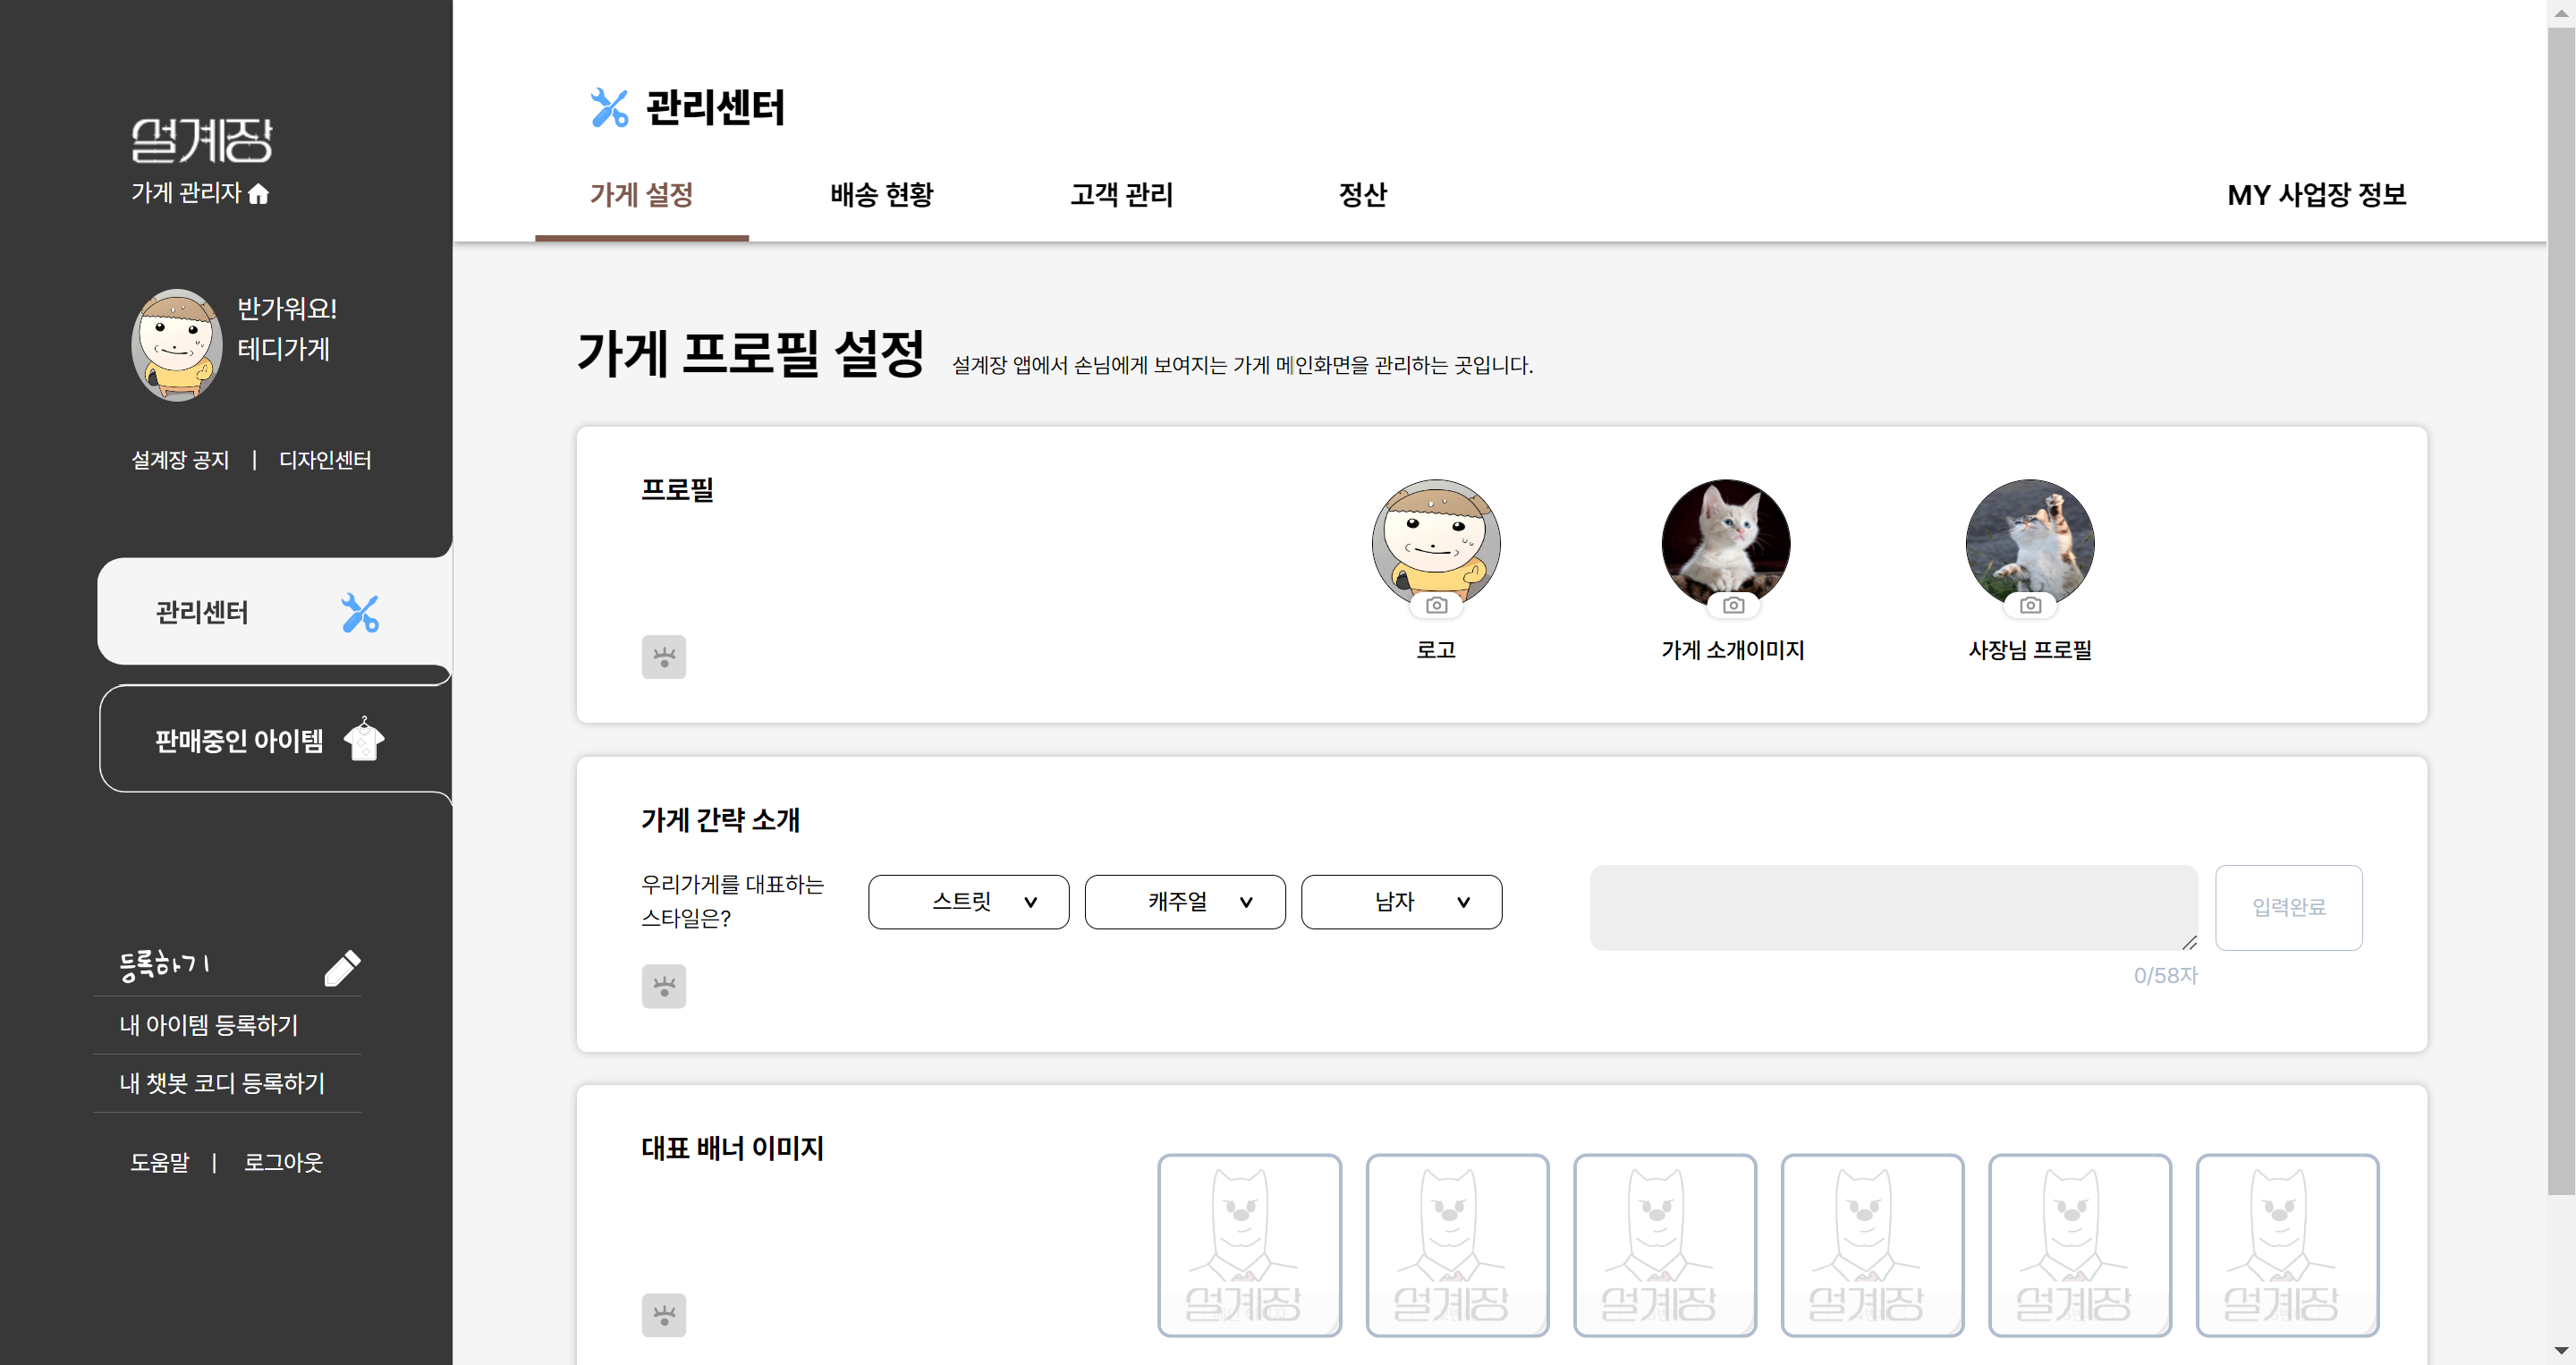 설계장
가게 관리자
반가워요!
테디가게
설계장 공지 | 디자인센터
관리센터
판매중인 아이템
등록하기
내 아이템 등록하기
내 챗봇 코디 등록하기
도움말 | 로그아웃
관리센터
가게 설정
배송 현황
고객 관리
정산
MY 사업장 정보
가게 프로필 설정
설계장 앱에서 손님에게 보여지는 가게 메인화면을 관리하는 곳입니다.
프로필
로고
가게 소개이미지
사장님 프로필
가게 간략 소개
우리가게를 대표하는
스타일은?
스트릿
캐주얼
남자
입력완료
0/58자
대표 배너 이미지
설계장
설계장
설계장
설계장
설계장
설계장